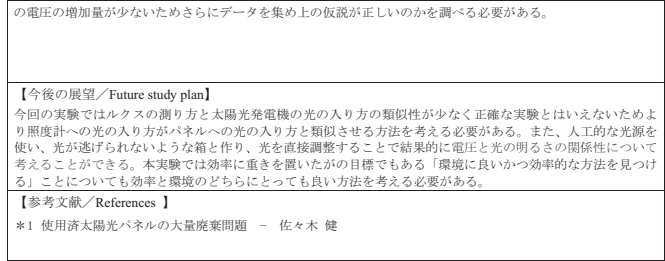 の電圧の増加量が少ないためさらにデータを集め上の仮説が正しいのかを調べる必要がある。
【今後の展望／Future study plan】
今回の実験ではルクスの測り方と太陽光発電機の光の入り方の類似性が少なく正確な実験とはいえないためよ
り照度計への光の入り方がパネルへの光の入り方と類似させる方法を考える必要がある。また、人工的な光源を
使い、光が逃げられないような箱と作り、光を直接調整することで結果的に電圧と光の明るさの関係性について
考えることができる。本実験では効率に重きを置いたがの目標でもある「環境に良いかつ効率的な方法を見つけ
る」ことについても効率と環境のどちらにとっても良い方法を考える必要がある。
【参考文献／References 】
＊1 使用済太陽光パネルの大量廃棄問題 － 佐々木 健